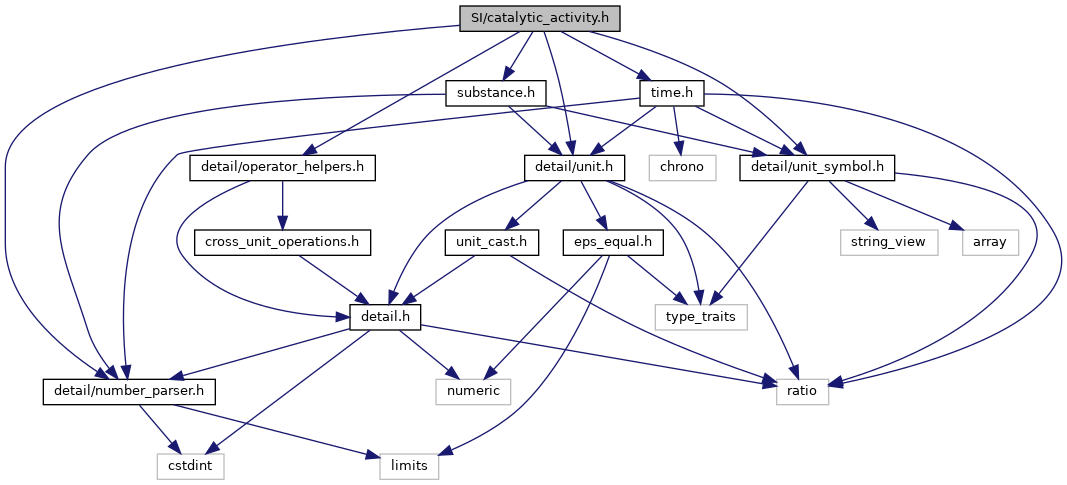 SI/catalytic_activity.h
substance.h
time.h
detail/operator_helpers.h
detail/unit.h
chrono
detail/unit_symbol.h
cross_unit_operations.h
unit_cast.h
eps_equal.h
string_view
array
detail.h
type_traits
detail/number_parser.h
numeric
ratio
cstdint
limits